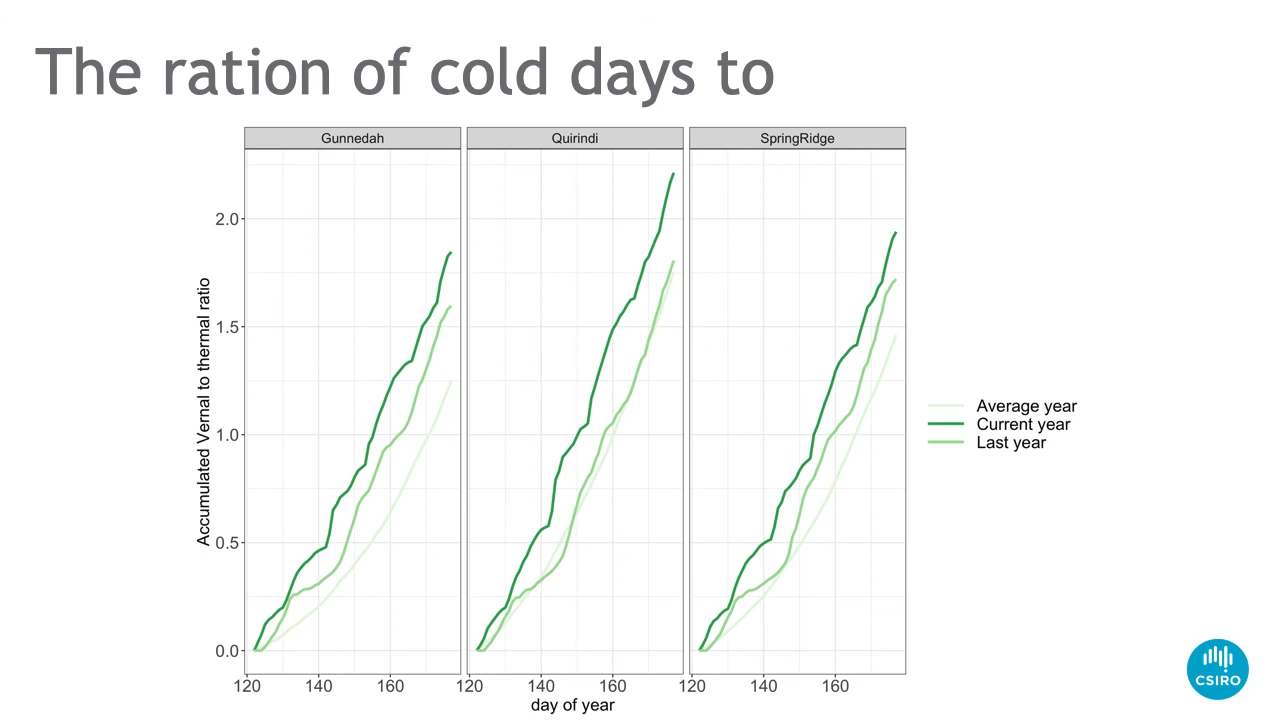 The ration of cold days to
Gunnedah
Quirindi
SpringRidge
Accumulated Vernal to thermal ratio
2.0
1.5
1.0
0.5
0.0
120
140
160
120
140
160
120
140
160
day of year
Average year
Current year
Last year
CSIRO